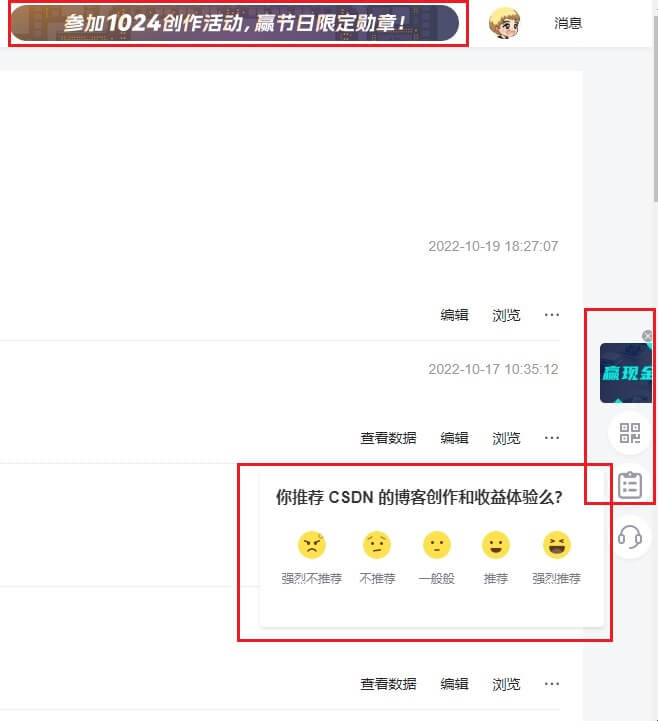 参加1024创作活动,赢节日限定勋章!
消息
2022-10-19 18:27:07
编辑 浏览 ···
2022-10-17 10:35:12
赢现金
查看数据 编辑 浏览 ···
你推荐 CSDN 的博客创作和收益体验么?
强烈不推荐 不推荐 一般般 推荐 强烈推荐
查看数据 编辑 浏览 ···